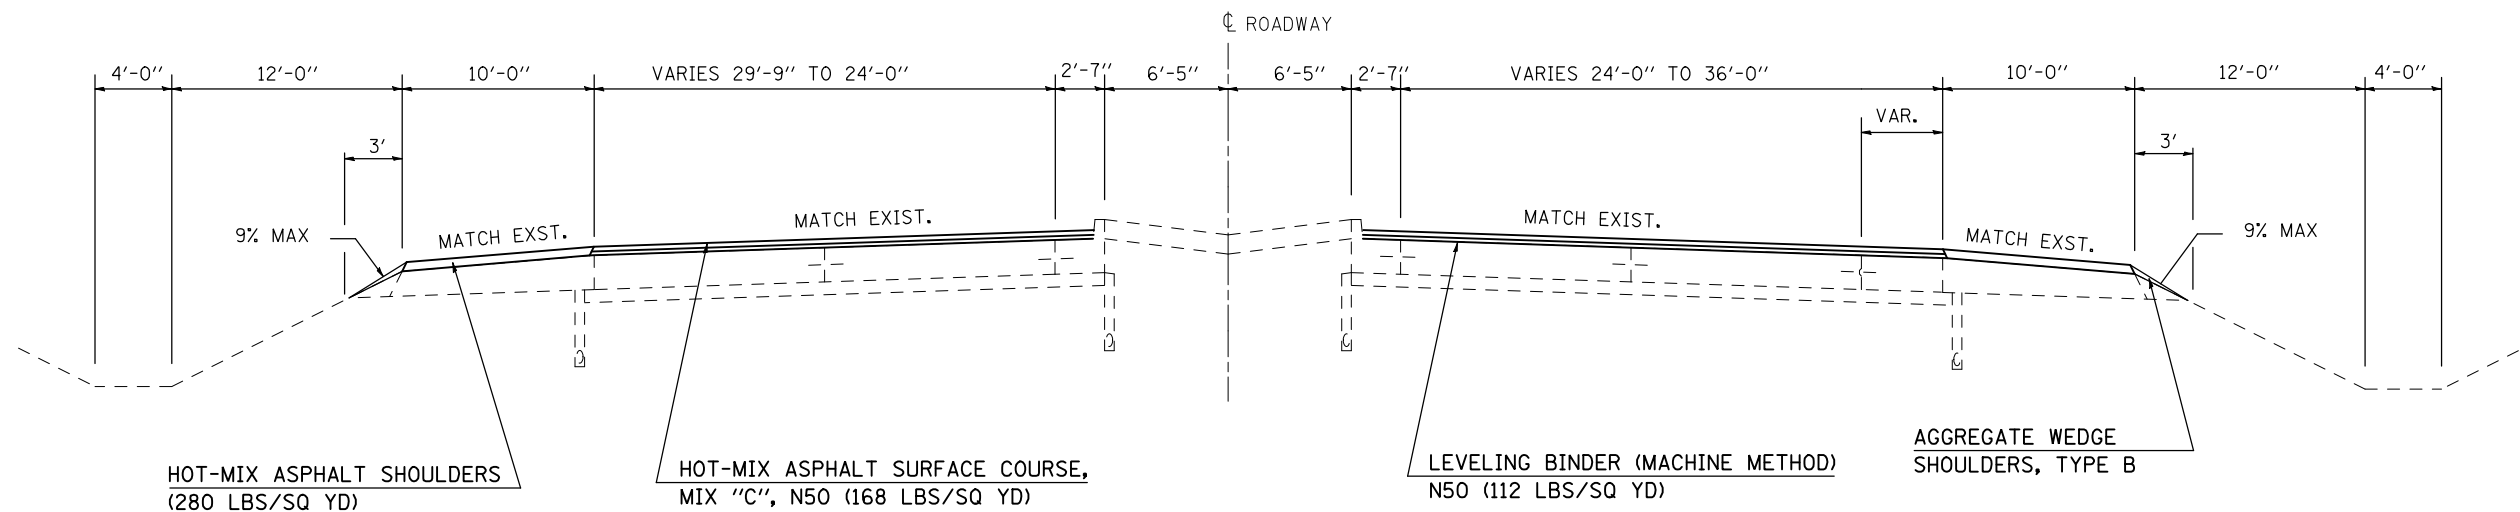 ℄ ROADWAY
4'-0" 12'-0" 10'-0" VARIES 29'-9" TO 24'-0" 2'-7" 6'-5" 6'-5" 2'-7" VARIES 24'-0" TO 36'-0" 10'-0" 12'-0" 4'-0"
VAR.
3' 3'
9% MAX MATCH EXST. MATCH EXIST. MATCH EXIST. MATCH EXST. 9% MAX
HOT-MIX ASPHALT SHOULDERS
(280 LBS/SQ YD)
HOT-MIX ASPHALT SURFACE COURSE,
MIX "C", N50 (168 LBS/SQ YD)
LEVELING BINDER (MACHINE METHOD)
N50 (112 LBS/SQ YD)
AGGREGATE WEDGE
SHOULDERS, TYPE B